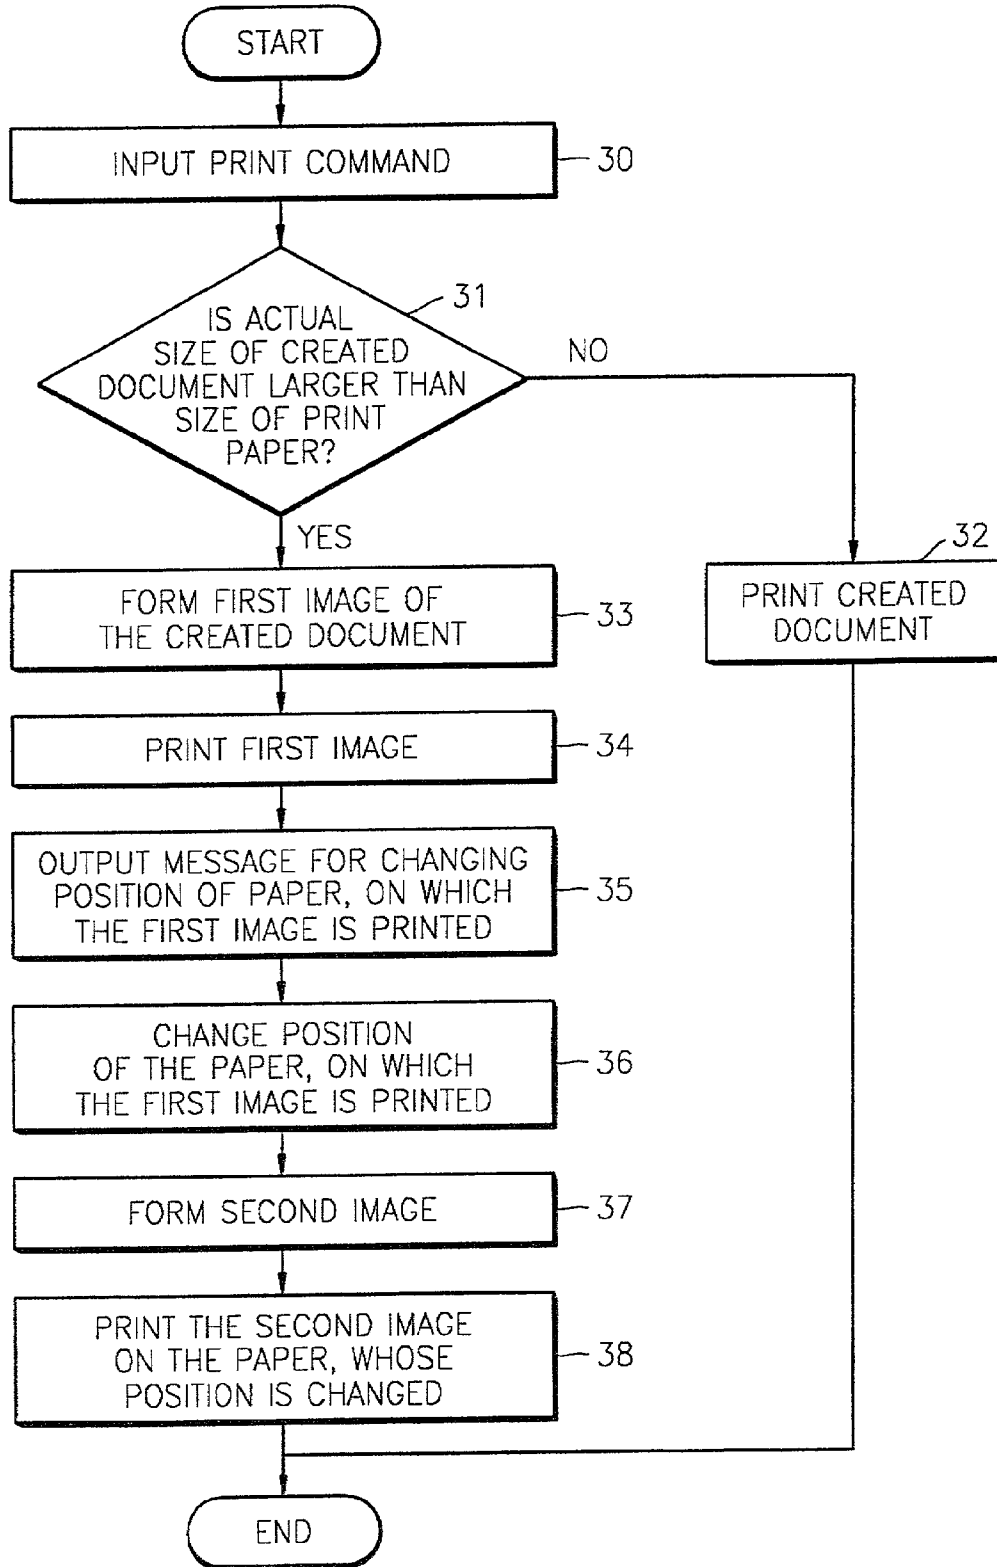 START
INPUT PRINT COMMAND
30
31
IS ACTUAL
SIZE OF CREATED
DOCUMENT LARGER THAN
SIZE OF PRINT
PAPER?
NO
YES
32
PRINT CREATED
DOCUMENT
FORM FIRST IMAGE OF
THE CREATED DOCUMENT
33
PRINT FIRST IMAGE
34
OUTPUT MESSAGE FOR CHANGING
POSITION OF PAPER, ON WHICH
THE FIRST IMAGE IS PRINTED
35
CHANGE POSITION
OF THE PAPER, ON WHICH
THE FIRST IMAGE IS PRINTED
36
FORM SECOND IMAGE
37
PRINT THE SECOND IMAGE
ON THE PAPER, WHOSE
POSITION IS CHANGED
38
END